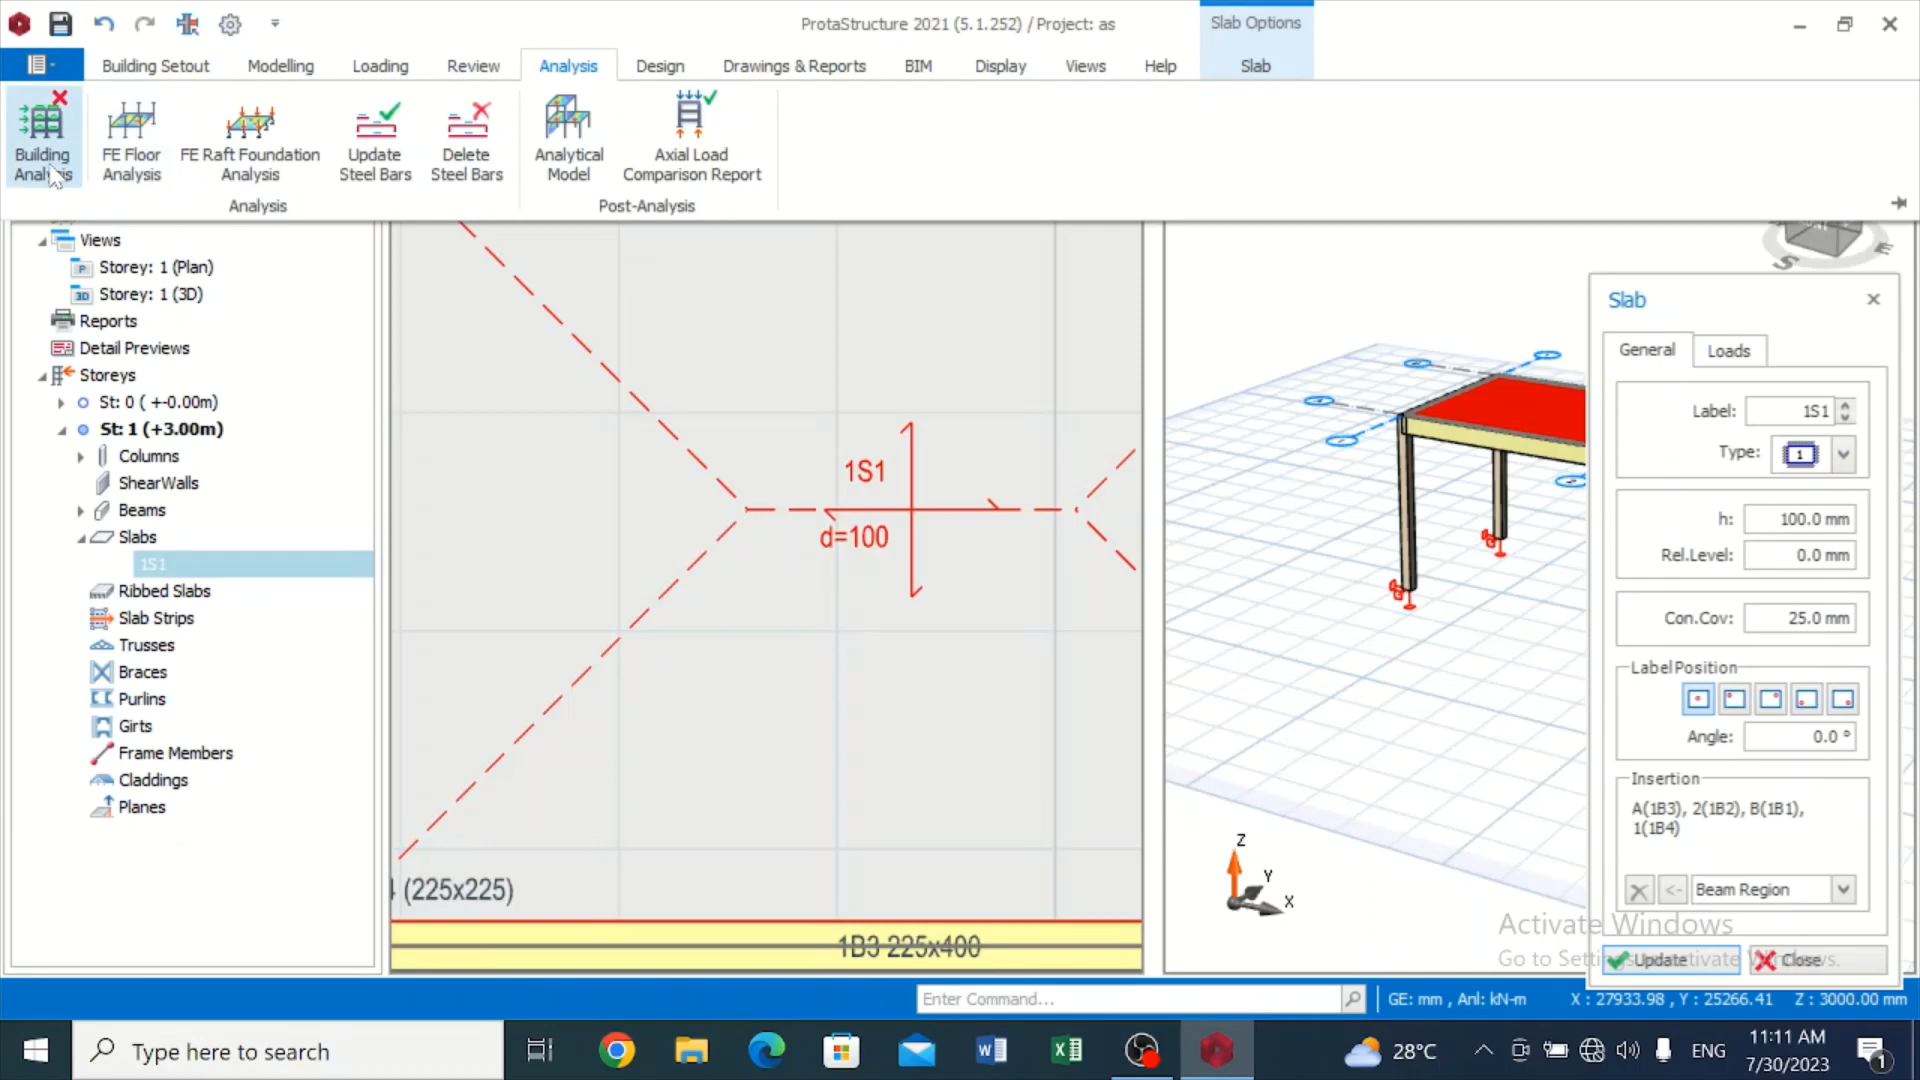 ProtaStructure 2021 (5.1.252) / Project: as
Slab Options
Building Setout
Modelling
Loading
Review
Analysis
Design
Drawings & Reports
BIM
Display
Views
Help
Slab
Building
Analysis
FE Floor
Analysis
FE Raft Foundation
Analysis
Update
Steel Bars
Delete
Steel Bars
Analytical
Model
Axial Load
Comparison Report
Analysis
Post-Analysis
Views
Storey: 1 (Plan)
Storey: 1 (3D)
Reports
Detail Previews
Storeys
St: 0 ( +-0.00m)
St: 1 (+3.00m)
Columns
ShearWalls
Beams
Slabs
1S1
Ribbed Slabs
Slab Strips
Trusses
Braces
Purlins
Girts
Frame Members
Claddings
Planes
1S1
d=100
(225x225)
1B3 225x400
S
E
Z
Y
X
Slab
General
Loads
Label: 1S1
Type: 1
h: 100.0 mm
Rel.Level: 0.0 mm
Con.Cov: 25.0 mm
Label Position
Angle: 0.0 °
Insertion
A(1B3), 2(1B2), B(1B1),
1(1B4)
<- Beam Region
Activate Windows
Go to Settings to activate Windows.
Update
Close
Enter Command...
GE: mm , Anl: kN-m
X : 27933.98 , Y : 25266.41
Z : 3000.00 mm
Type here to search
28°C
ENG
11:11 AM
7/30/2023
1